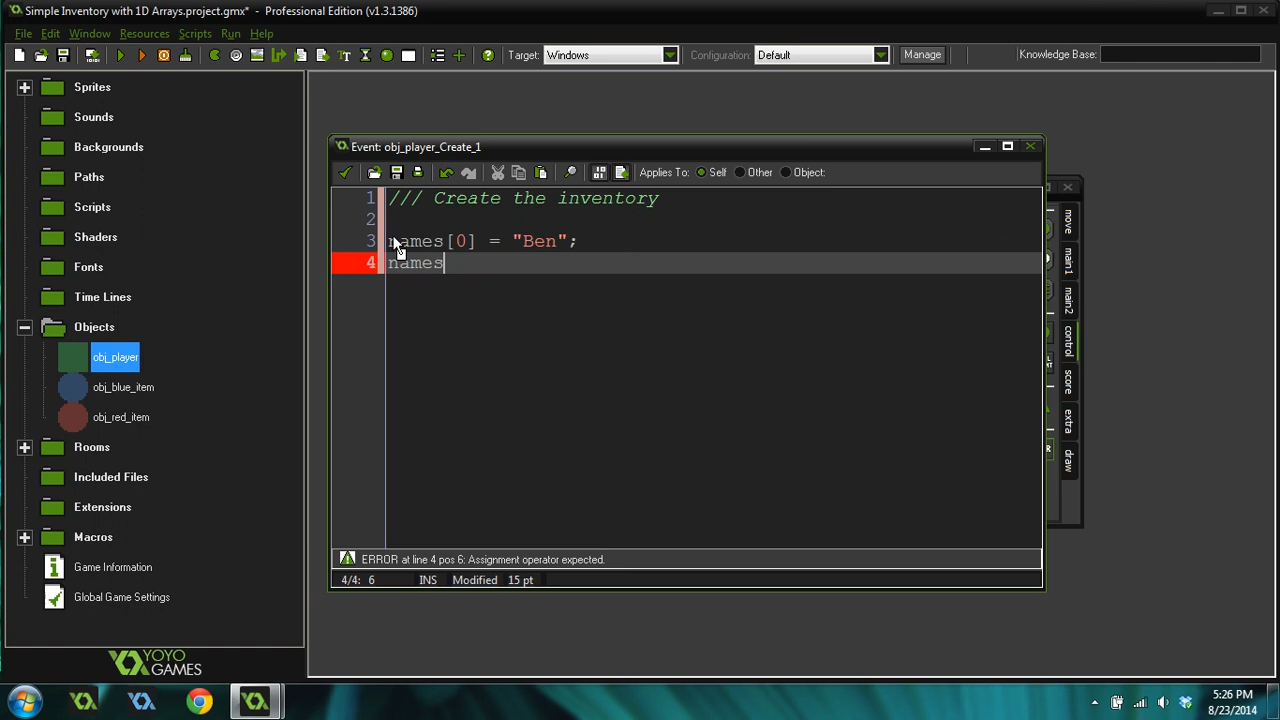 Simple Inventory with 1D Arrays.project.gmx* - Professional Edition (v1.3.1386)
File Edit Window Resources Scripts Run Help
Target: Windows Configuration: Default Manage Knowledge Base:
Sprites
Sounds
Backgrounds
Paths
Scripts
Shaders
Fonts
Time Lines
Objects
obj_player
obj_blue_item
obj_red_item
Rooms
Included Files
Extensions
Macros
Game Information
Global Game Settings
YOYO
GAMES
Event: obj_player_Create_1
Applies To: Self Other Object:
1 /// Create the inventory
2
3 names[0] = "Ben";
4 names
ERROR at line 4 pos 6: Assignment operator expected.
4/4: 6 INS Modified 15 pt
move
main1
main2
control
score
extra
draw
5:26 PM
8/23/2014